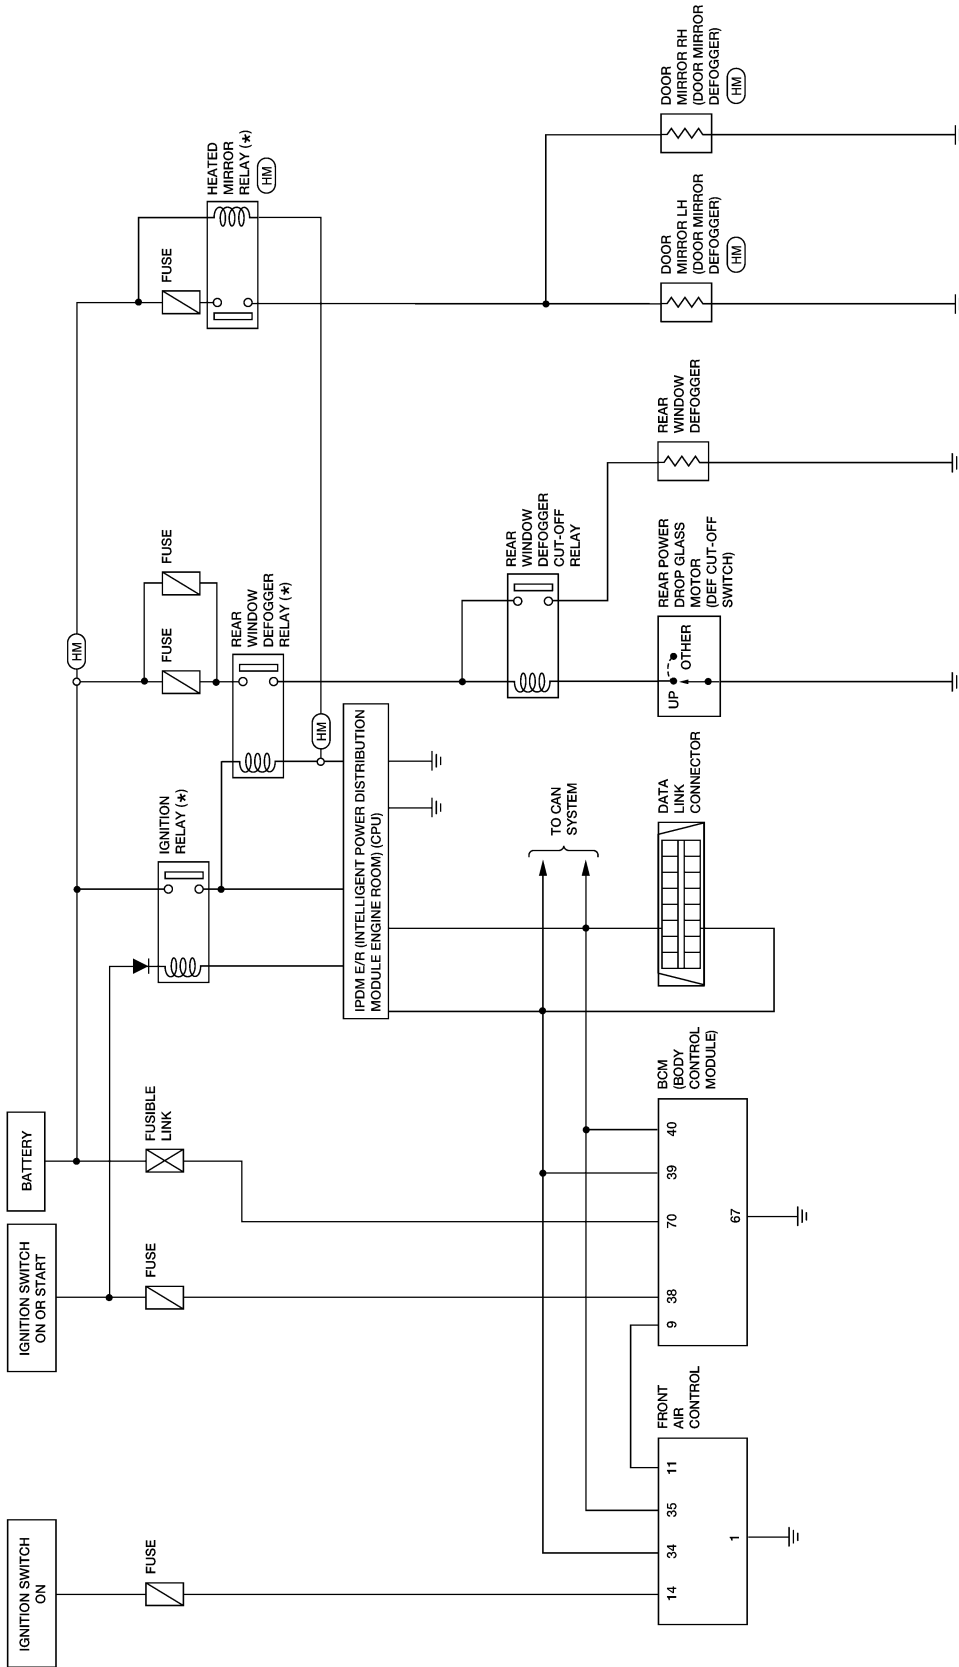 IGNITION SWITCH
ON
IGNITION SWITCH
ON OR START
BATTERY
FUSE
FUSE
FUSIBLE
LINK
IGNITION
RELAY (*)
HM
FUSE
FUSE
REAR
WINDOW
DEFOGGER
RELAY (*)
HM
FUSE
HEATED
MIRROR
RELAY (*)
HM
IPDM E/R (INTELLIGENT POWER DISTRIBUTION
MODULE ENGINE ROOM) (CPU)
REAR
WINDOW
DEFOGGER
CUT-OFF
RELAY
TO CAN
SYSTEM
FRONT
AIR
CONTROL
14
34
35
11
1
BCM
(BODY
CONTROL
MODULE)
9
38
70
39
40
67
DATA
LINK
CONNECTOR
REAR POWER
DROP GLASS
MOTOR
(DEF CUT-OFF
SWITCH)
UP
OTHER
REAR
WINDOW
DEFOGGER
DOOR
MIRROR LH
(DOOR MIRROR
DEFOGGER)
HM
DOOR
MIRROR RH
(DOOR MIRROR
DEFOGGER)
HM